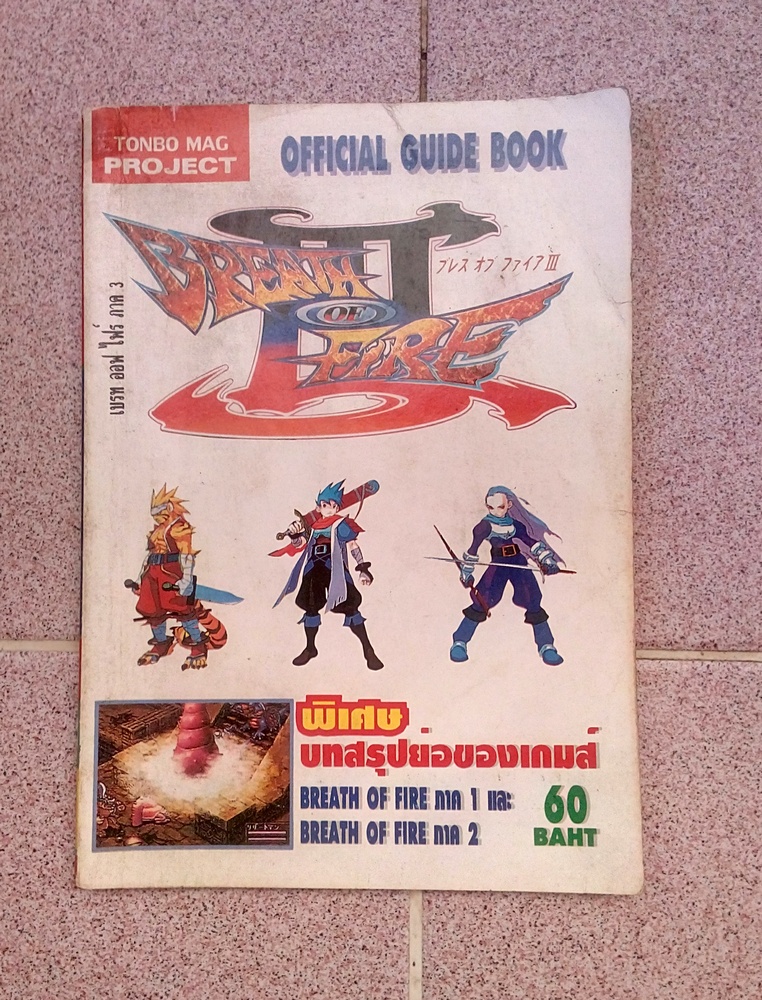 TONBO MAG
PROJECT
OFFICIAL GUIDE BOOK
BREATH
OF
FIRE
III
ブレス オブ ファイア III
เบรท ออฟ ไฟร์ ภาค 3
พิเศษ
บทสรุปย่อของเกมส์
BREATH OF FIRE ภาค 1 และ
BREATH OF FIRE ภาค 2
60
BAHT